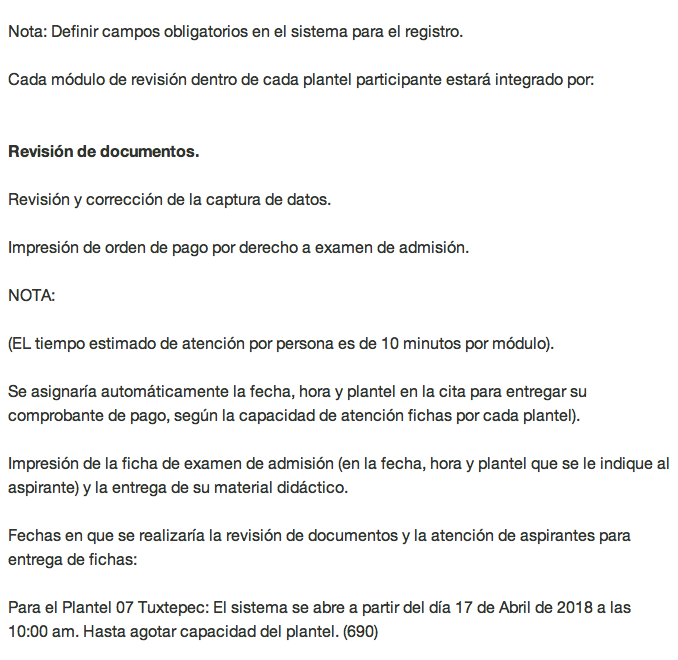 Nota: Definir campos obligatorios en el sistema para el registro.
Cada módulo de revisión dentro de cada plantel participante estará integrado por:
Revisión de documentos.
Revisión y corrección de la captura de datos.
Impresión de orden de pago por derecho a examen de admisión.
NOTA:
(EL tiempo estimado de atención por persona es de 10 minutos por módulo).
Se asignaría automáticamente la fecha, hora y plantel en la cita para entregar su
comprobante de pago, según la capacidad de atención fichas por cada plantel).
Impresión de la ficha de examen de admisión (en la fecha, hora y plantel que se le indique al
aspirante) y la entrega de su material didáctico.
Fechas en que se realizaría la revisión de documentos y la atención de aspirantes para
entrega de fichas:
Para el Plantel 07 Tuxtepec: El sistema se abre a partir del día 17 de Abril de 2018 a las
10:00 am. Hasta agotar capacidad del plantel. (690)